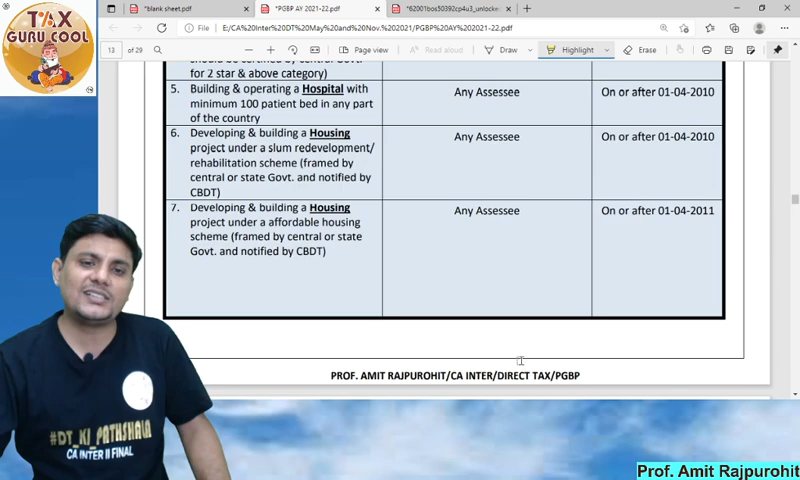 TAX
GURU COOL
*blank sheet.pdf
*PGBP AY 2021-22.pdf
*62001bos50392cp4u3_unlocke
E:/CA%20Inter%20DT%20May%20and%20Nov.%202021/PGBP%20AY%202021-22.pdf
13 of 29
Page view
Draw
Highlight
Erase
for 2 star & above category)
5. Building & operating a Hospital with
minimum 100 patient bed in any part
of the country
Any Assessee
On or after 01-04-2010
6. Developing & building a Housing
project under a slum redevelopment/
rehabilitation scheme (framed by
central or state Govt. and notified by
CBDT)
Any Assessee
On or after 01-04-2010
7. Developing & building a Housing
project under a affordable housing
scheme (framed by central or state
Govt. and notified by CBDT)
Any Assessee
On or after 01-04-2011
PROF. AMIT RAJPUROHIT/CA INTER/DIRECT TAX/PGBP
#DT_KI_PATHSHALA
CA INTER II FINAL
Prof. Amit Rajpurohit